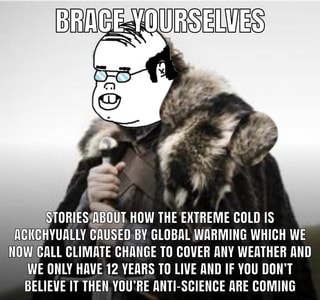 BRACE YOURSELVES
STORIES ABOUT HOW THE EXTREME COLD IS
ACKCHYUALLY CAUSED BY GLOBAL WARMING WHICH WE
NOW CALL CLIMATE CHANGE TO COVER ANY WEATHER AND
WE ONLY HAVE 12 YEARS TO LIVE AND IF YOU DON'T
BELIEVE IT THEN YOU'RE ANTI-SCIENCE ARE COMING